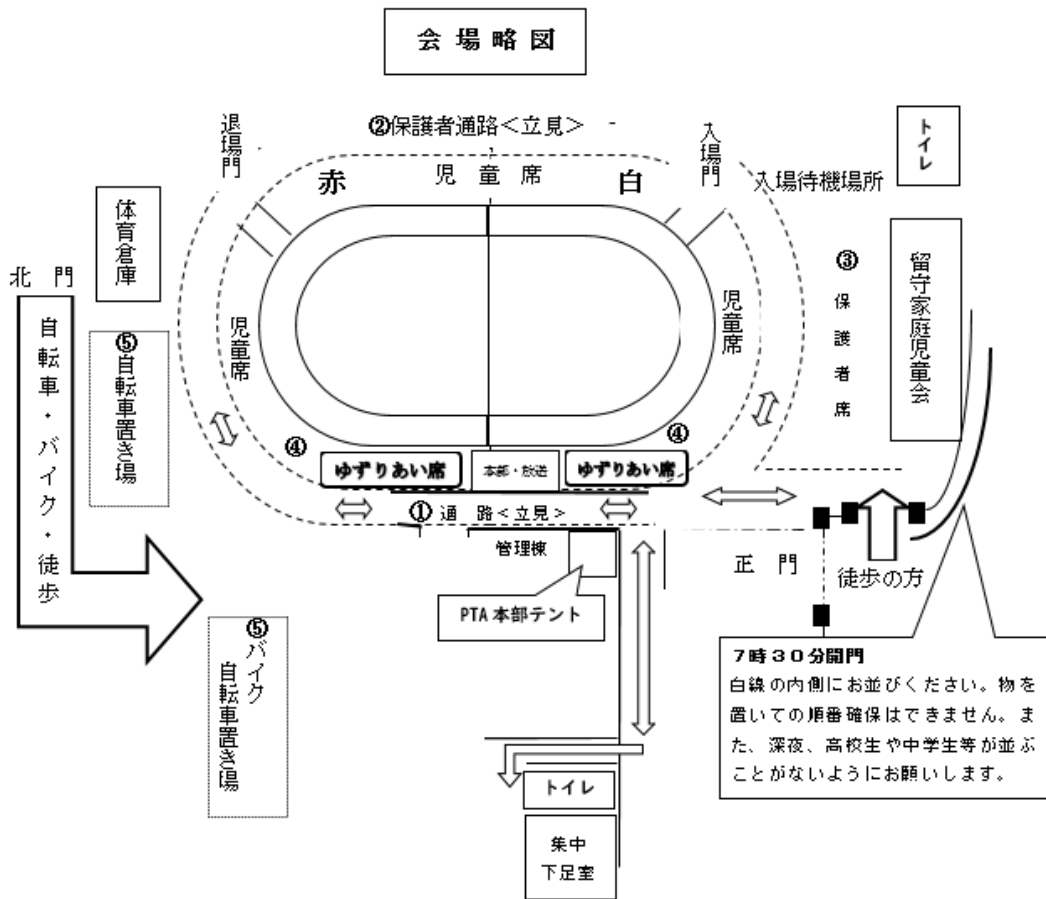 会場略図
②保護者通路＜立見＞
退場門
入場門
トイレ
赤
児童席
白
入場待機場所
体育倉庫
北門
③保護者席
留守家庭児童会
自転車・バイク・徒歩
⑤自転車置き場
児童席
児童席
④
④
ゆずりあい席
本部・放送
ゆずりあい席
①通路＜立見＞
管理棟
正門
徒歩の方
PTA本部テント
⑤バイク
自転車置き場
7時30分開門
白線の内側にお並びください。物を
置いての順番確保はできません。ま
た、深夜、高校生や中学生等が並ぶ
ことがないようにお願いします。
トイレ
集中
下足室